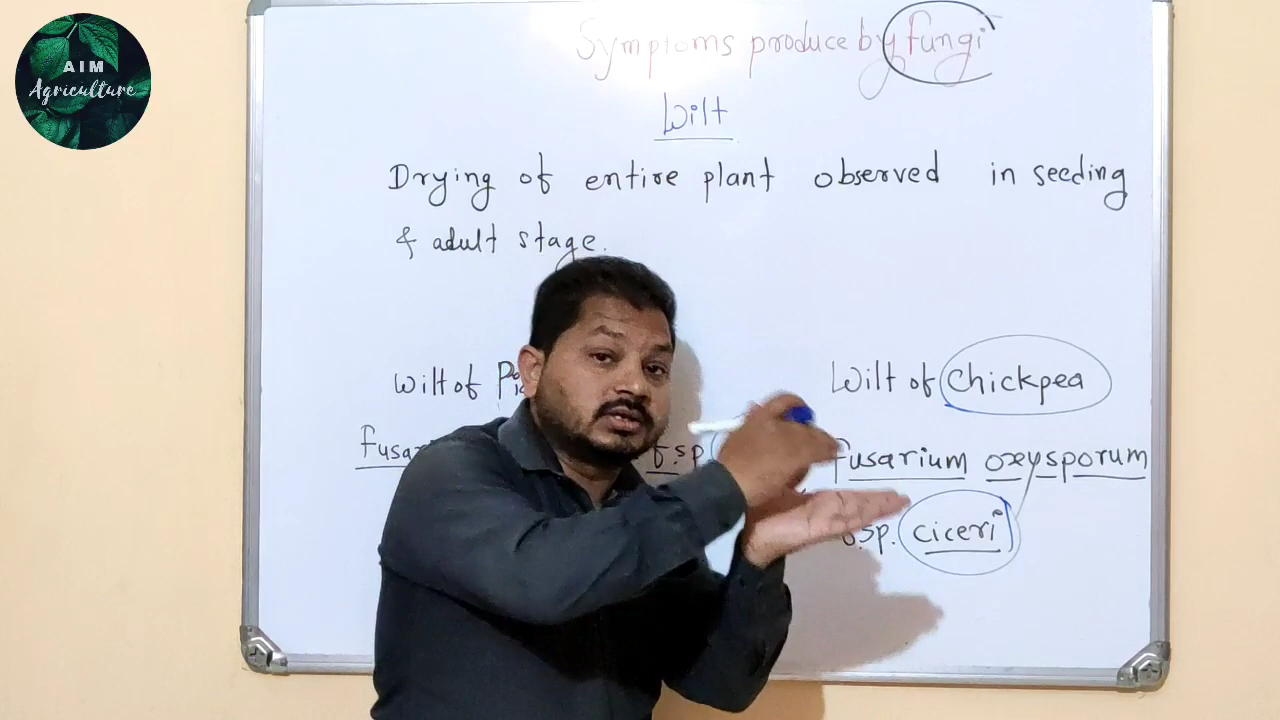 AIM
Agriculture
Symptoms produce by fungi
Wilt
Drying of entire plant observed in seeding
& adult stage.
Wilt of
Wilt of Chickpea
f.sp
fusarium oxysporum
f.sp. ciceri